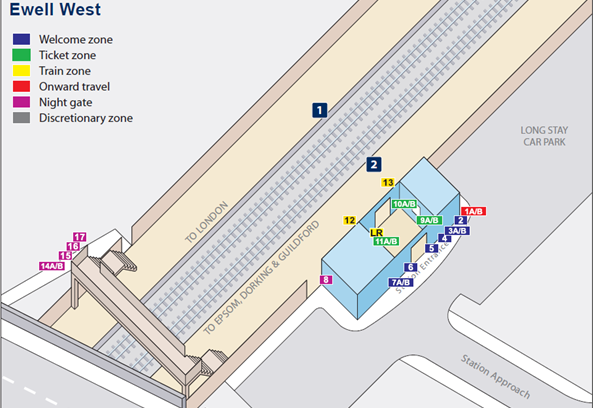 Ewell West
Welcome zone
Ticket zone
Train zone
Onward travel
Night gate
Discretionary zone
1
LONG STAY
CAR PARK
2
13
10A/B
1A/B
9A/B
2
12
3A/B
LR
4
11A/B
5
TO LONDON
17
16
15
14A/B
6
8
7A/B
Station Entrance
TO EPSOM, DORKING & GUILDFORD
Station Approach